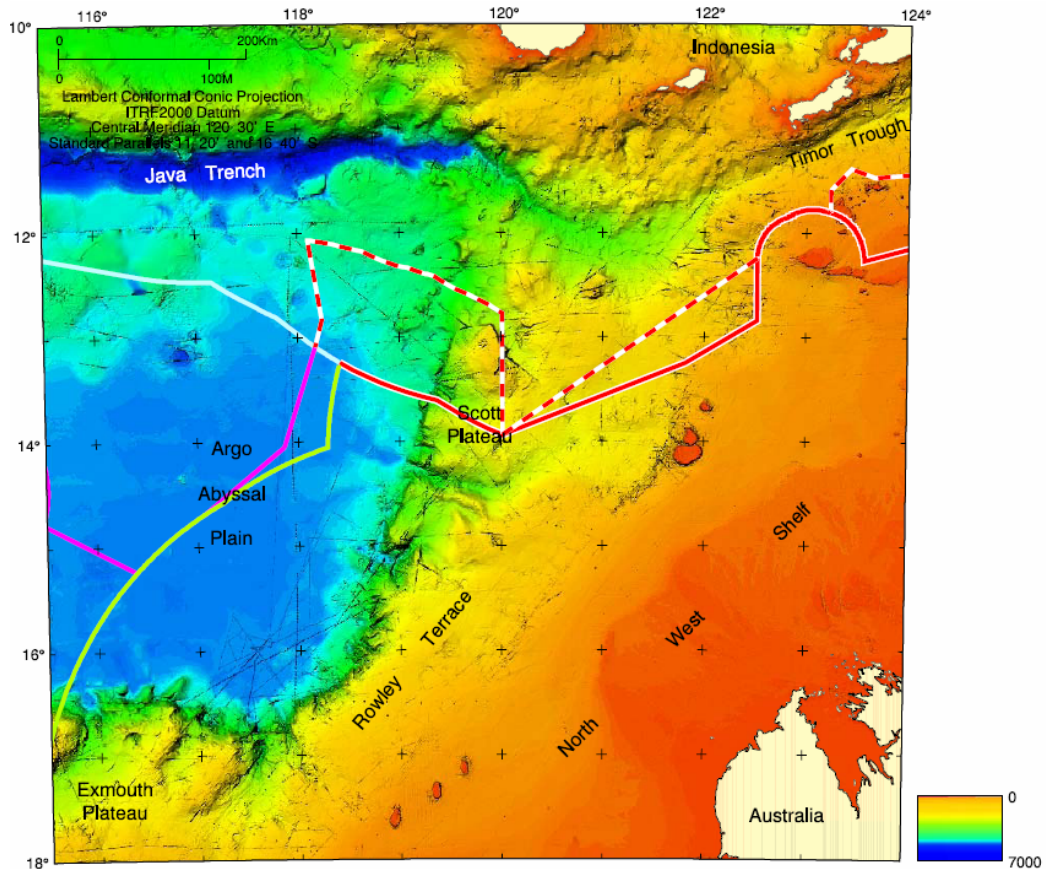 116°
118°
120°
122°
124°
10°
0
200Km
0
100M
Lambert Conformal Conic Projection
ITRF2000 Datum
Central Meridian 120 30' E
Standard Parallels 11 20' and 16 40' S
Indonesia
Timor Trough
Java Trench
12°
Scott
Plateau
14°
Argo
Abyssal
Plain
Shelf
West
North
Terrace
Rowley
16°
Exmouth
Plateau
Australia
18°
0
7000